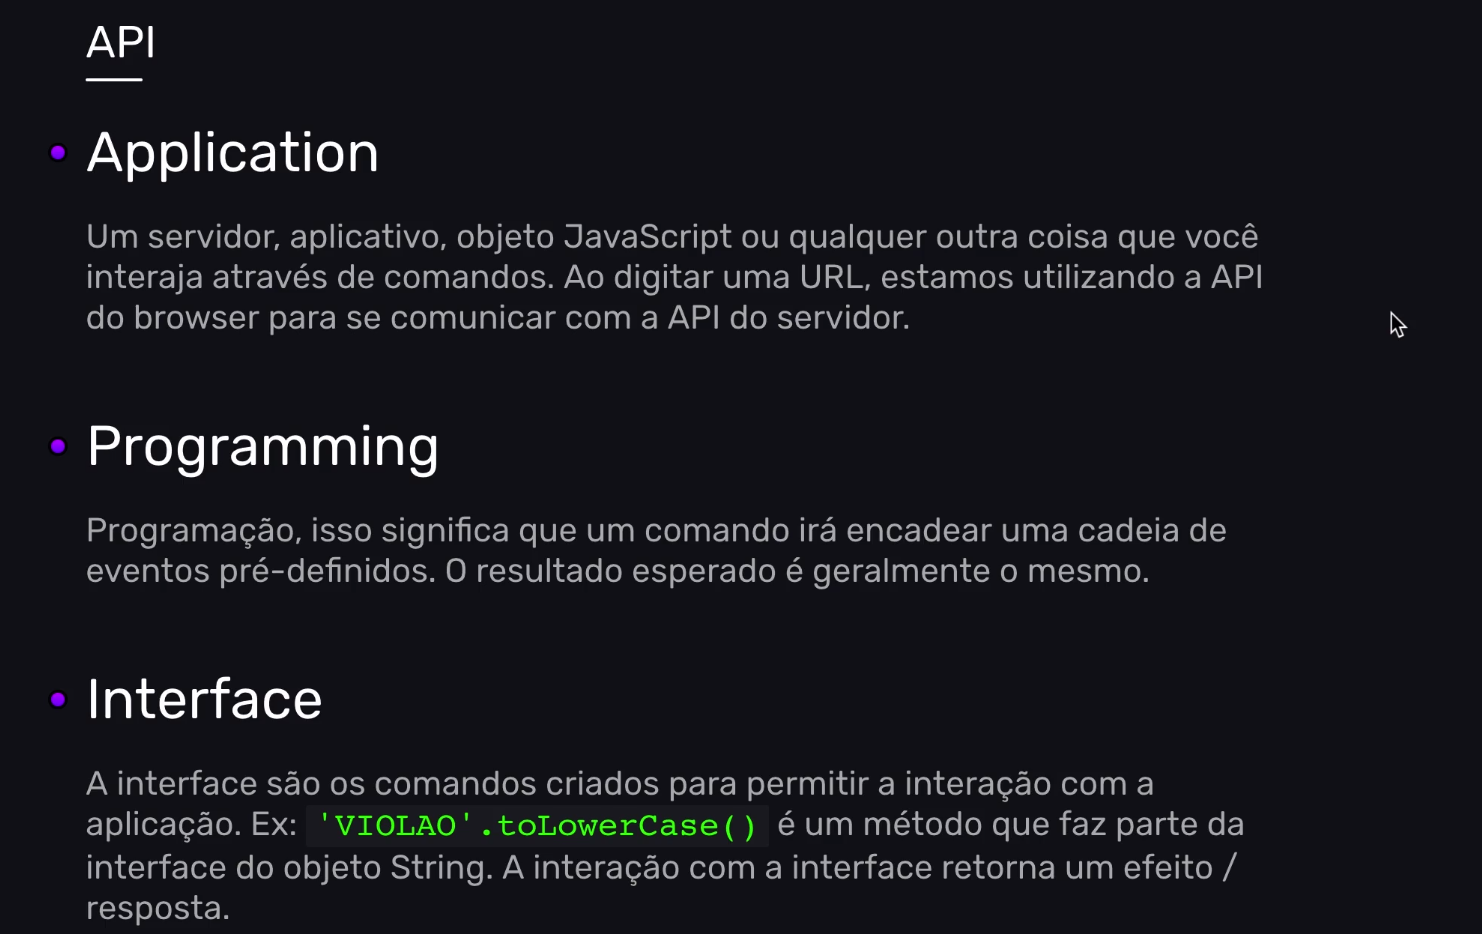 API
Application
Um servidor, aplicativo, objeto JavaScript ou qualquer outra coisa que você
interaja através de comandos. Ao digitar uma URL, estamos utilizando a API
do browser para se comunicar com a API do servidor.
Programming
Programação, isso significa que um comando irá encadear uma cadeia de
eventos pré-definidos. O resultado esperado é geralmente o mesmo.
Interface
A interface são os comandos criados para permitir a interação com a
aplicação. Ex: 'VIOLAO'.toLowerCase() é um método que faz parte da
interface do objeto String. A interação com a interface retorna um efeito /
resposta.